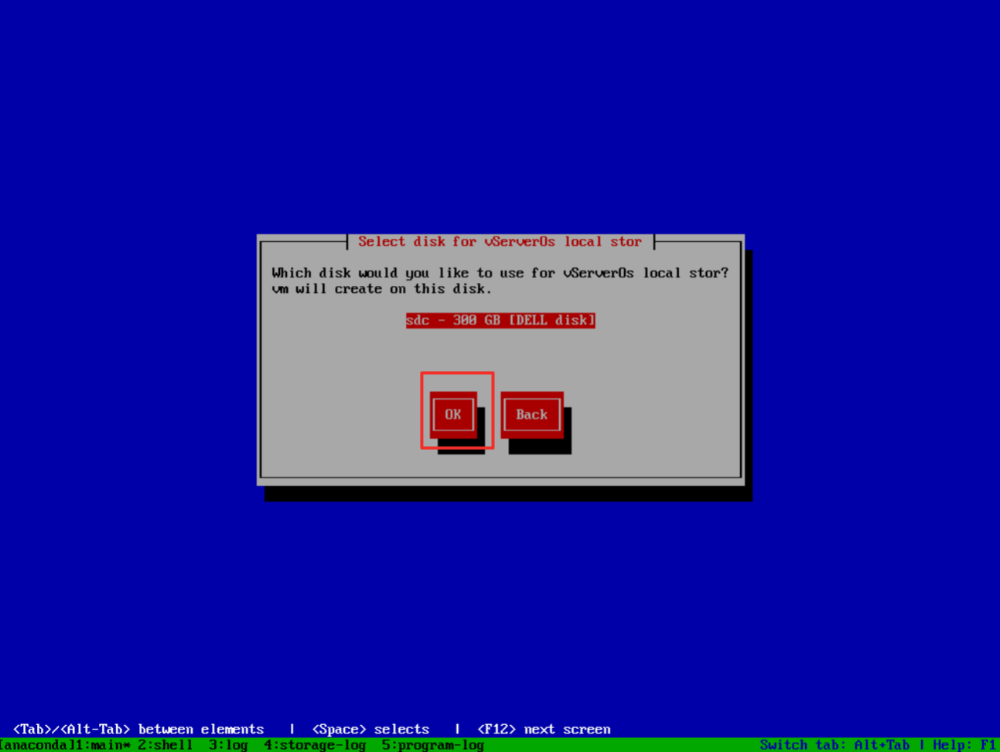 Select disk for vServerOs local stor
Which disk would you like to use for vServerOs local stor?
vm will create on this disk.
sdc - 300 GB [DELL disk]
OK Back
<Tab>/<Alt-Tab> between elements | <Space> selects | <F12> next screen
[anaconda]1:main* 2:shell 3:log 4:storage-log 5:program-log Switch tab: Alt+Tab | Help: F1